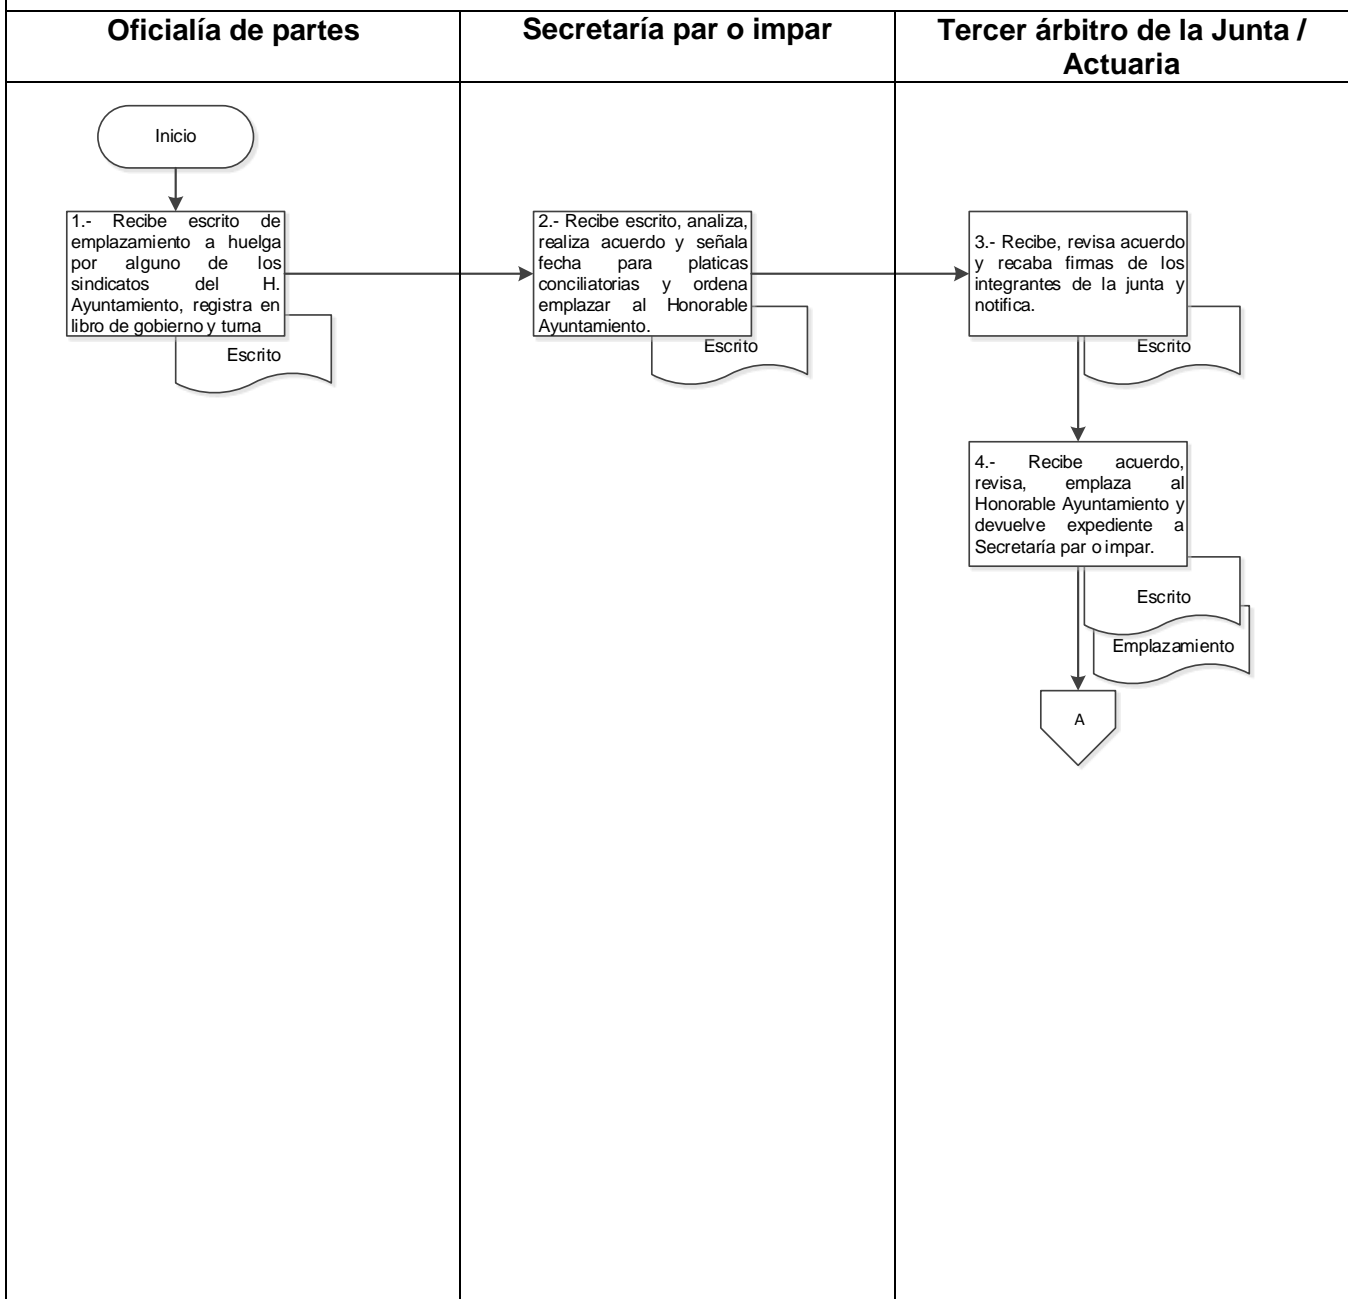 Oficialía de partes
Secretaría par o impar
Tercer árbitro de la Junta /
Actuaria
Inicio
1.- Recibe escrito de
emplazamiento a huelga
por alguno de los
sindicatos del H.
Ayuntamiento, registra en
libro de gobierno y turna
Escrito
2.- Recibe escrito, analiza,
realiza acuerdo y señala
fecha para platicas
conciliatorias y ordena
emplazar al Honorable
Ayuntamiento.
Escrito
3.- Recibe, revisa acuerdo
y recaba firmas de los
integrantes de la junta y
notifica.
Escrito
4.- Recibe acuerdo,
revisa, emplaza al
Honorable Ayuntamiento y
devuelve expediente a
Secretaría par o impar.
Escrito
Emplazamiento
A